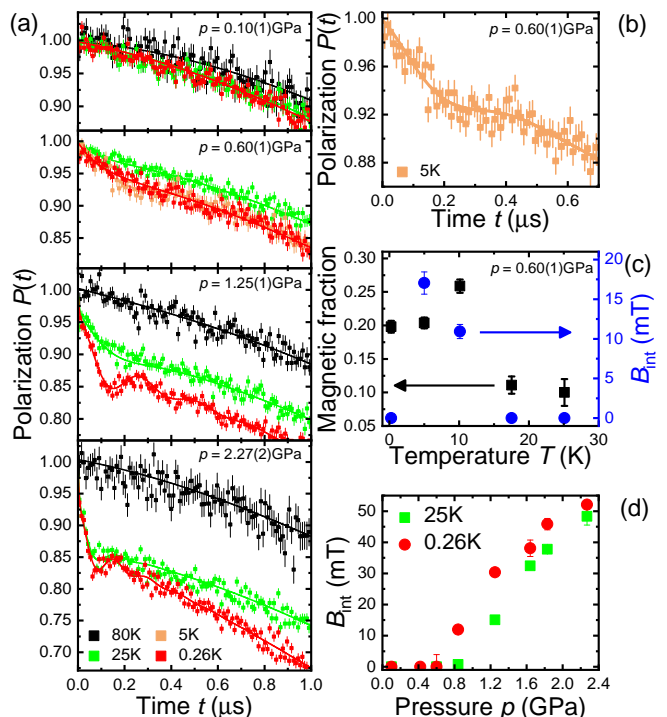 (a)
p = 0.10(1)GPa
1.00
0.95
0.90
p = 0.60(1)GPa
1.00
0.95
0.90
0.85
p = 1.25(1)GPa
1.00
0.95
0.90
0.85
0.80
p = 2.27(2)GPa
1.00
0.95
0.90
0.85
0.80
0.75
0.70
80K
5K
25K
0.26K
0.0 0.2 0.4 0.6 0.8 1.0
Time t (μs)
Polarization P(t)
(b)
p = 0.60(1)GPa
0.99
0.96
0.92
0.88
5K
0.0 0.2 0.4 0.6
Time t (μs)
Polarization P(t)
(c)
p = 0.60(1)GPa
0.30
0.25
0.20
0.15
0.10
0.05
20
15
10
5
0
0 10 20 30
Temperature T (K)
Magnetic fraction
Bint (mT)
(d)
25K
0.26K
50
40
30
20
10
0
0.0 0.6 1.2 1.8 2.4
Pressure p (GPa)
Bint (mT)